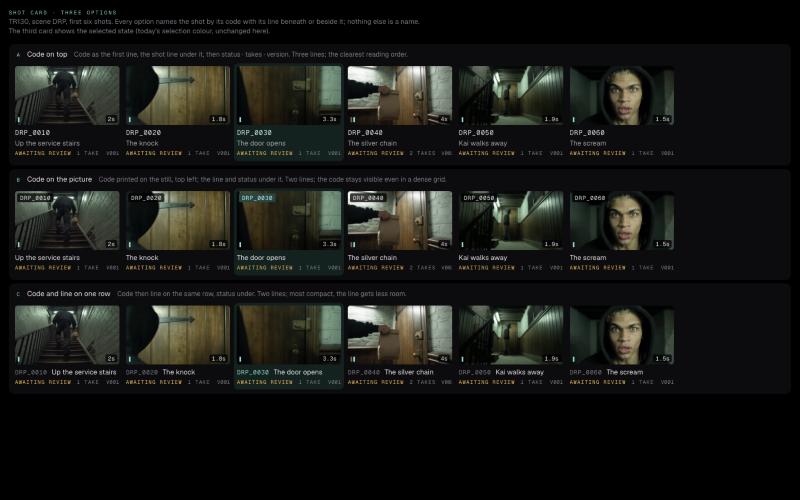 SHOT CARD · THREE OPTIONS
TR130, scene DRP, first six shots. Every option names the shot by its code with its line beneath or beside it; nothing else is a name.
The third card shows the selected state (today's selection colour, unchanged here).
A Code on top Code as the first line, the shot line under it, then status · takes · version. Three lines; the clearest reading order.
2s 1.8s 3.3s 4s 1.9s 1.5s
DRP_0010 DRP_0020 DRP_0030 DRP_0040 DRP_0050 DRP_0060
Up the service stairs The knock The door opens The silver chain Kai walks away The scream
AWAITING REVIEW 1 TAKE V001 AWAITING REVIEW 1 TAKE V001 AWAITING REVIEW 1 TAKE V001 AWAITING REVIEW 2 TAKES AWAITING REVIEW 1 TAKE V001 AWAITING REVIEW 1 TAKE V001
B Code on the picture Code printed on the still, top left; the line and status under it. Two lines; the code stays visible even in a dense grid.
DRP_0010 DRP_0020 DRP_0030 DRP_0040 DRP_0050 DRP_0060
2s 1.8s 3.3s 4s 1.9s 1.5s
Up the service stairs The knock The door opens The silver chain Kai walks away The scream
AWAITING REVIEW 1 TAKE V001 AWAITING REVIEW 1 TAKE V001 AWAITING REVIEW 1 TAKE V001 AWAITING REVIEW 2 TAKES AWAITING REVIEW 1 TAKE V001 AWAITING REVIEW 1 TAKE V001
C Code and line on one row Code then line on the same row, status under. Two lines; most compact, the line gets less room.
2s 1.8s 3.3s 4s 1.9s 1.5s
DRP_0010 Up the service stairs DRP_0020 The knock DRP_0030 The door opens DRP_0040 The silver chain DRP_0050 Kai walks away DRP_0060 The scream
AWAITING REVIEW 1 TAKE V001 AWAITING REVIEW 1 TAKE V001 AWAITING REVIEW 1 TAKE V001 AWAITING REVIEW 2 TAKES AWAITING REVIEW 1 TAKE V001 AWAITING REVIEW 1 TAKE V001